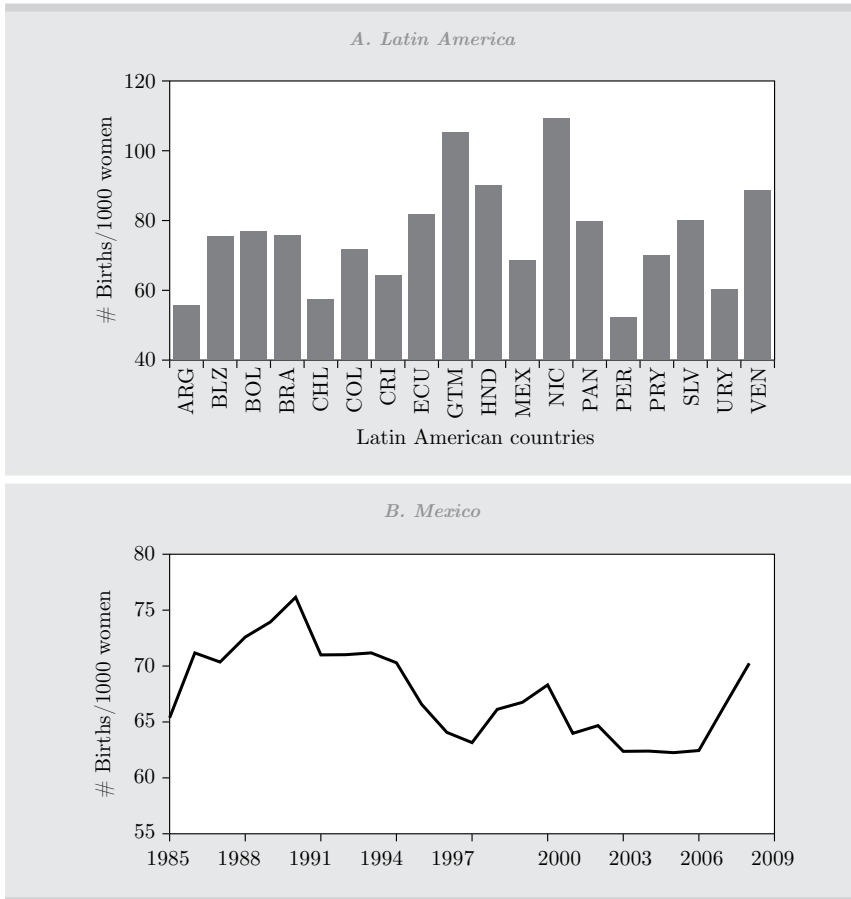 A. Latin America
120
100
80
60
40
# Births/1000 women
ARG BLZ BOL BRA CHL COL CRI ECU GTM HND MEX NIC PAN PER PRY SLV URY VEN
Latin American countries
B. Mexico
80
75
70
65
60
55
# Births/1000 women
1985 1988 1991 1994 1997 2000 2003 2006 2009